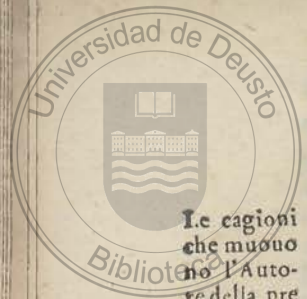 Universidad de Deusto
Biblioteca
Le cagioni
che muouo
no l'Auto-
re della pre